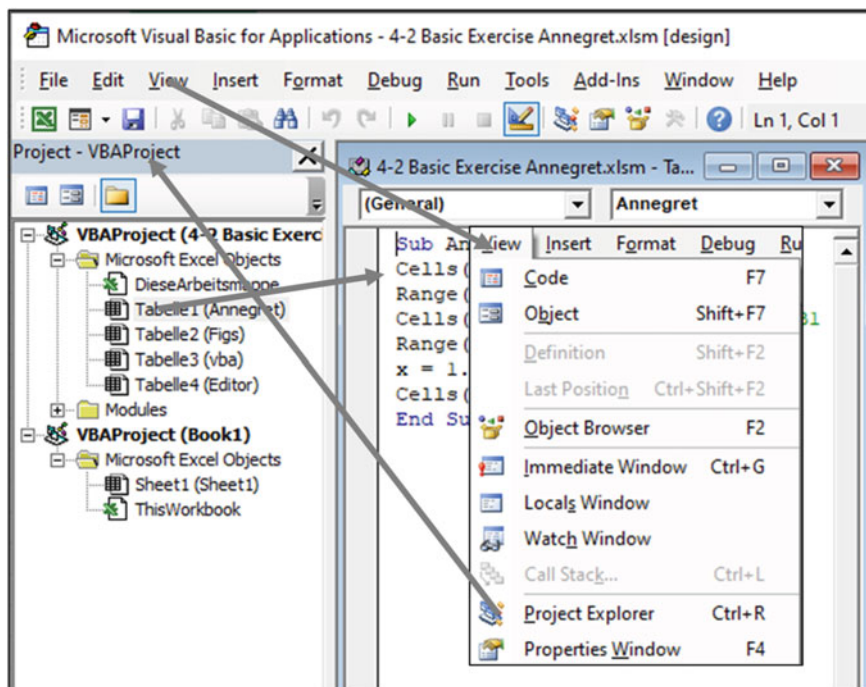 Microsoft Visual Basic for Applications - 4-2 Basic Exercise Annegret.xlsm [design]
File Edit View Insert Format Debug Run Tools Add-Ins Window Help
Ln 1, Col 1
Project - VBAProject
VBAProject (4-2 Basic Exerc
Microsoft Excel Objects
DieseArbeitsmappe
Tabelle1 (Annegret)
Tabelle2 (Figs)
Tabelle3 (vba)
Tabelle4 (Editor)
Modules
VBAProject (Book1)
Microsoft Excel Objects
Sheet1 (Sheet1)
ThisWorkbook
4-2 Basic Exercise Annegret.xlsm - Ta...
(General) Annegret
Sub An
Cells(
Range(
Cells( B1
Range(
x = 1.
Cells(
End Su
View Insert Format Debug Ru
Code F7
Object Shift+F7
Definition Shift+F2
Last Position Ctrl+Shift+F2
Object Browser F2
Immediate Window Ctrl+G
Locals Window
Watch Window
Call Stack... Ctrl+L
Project Explorer Ctrl+R
Properties Window F4